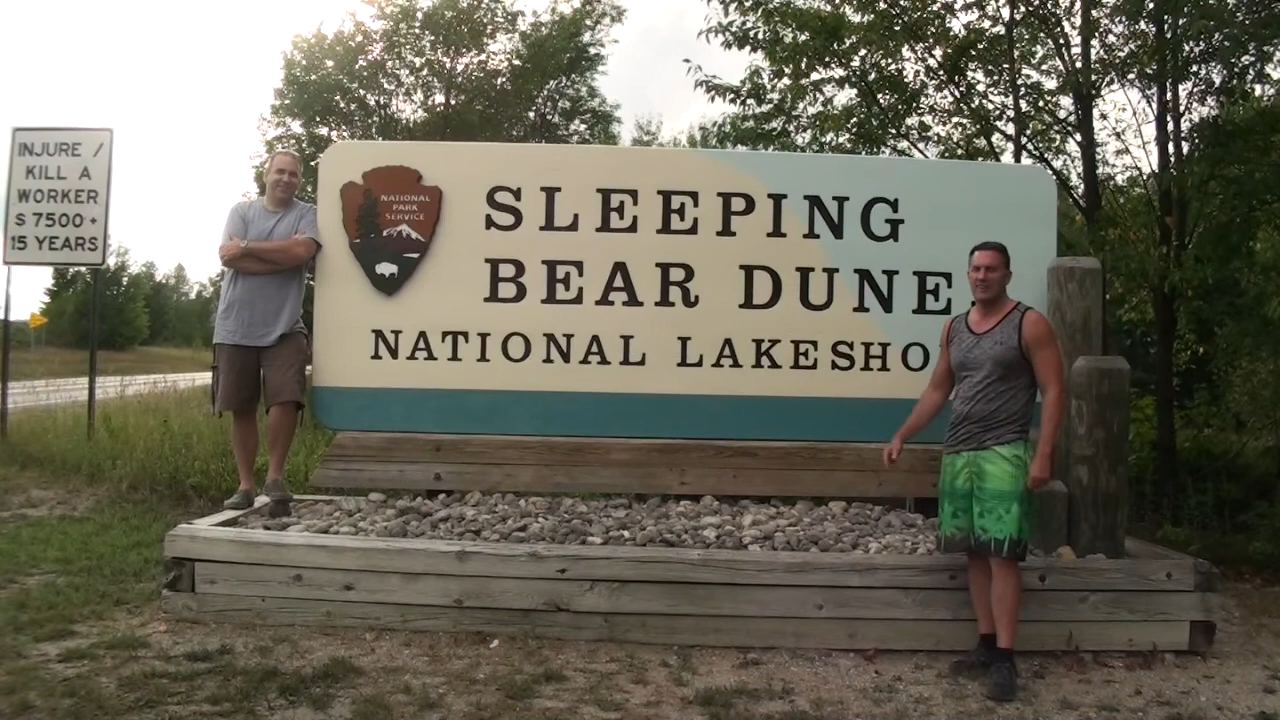 INJURE /
KILL A
WORKER
$ 7500 +
15 YEARS
NATIONAL
PARK
SERVICE
SLEEPING
BEAR DUNE
NATIONAL LAKESHO